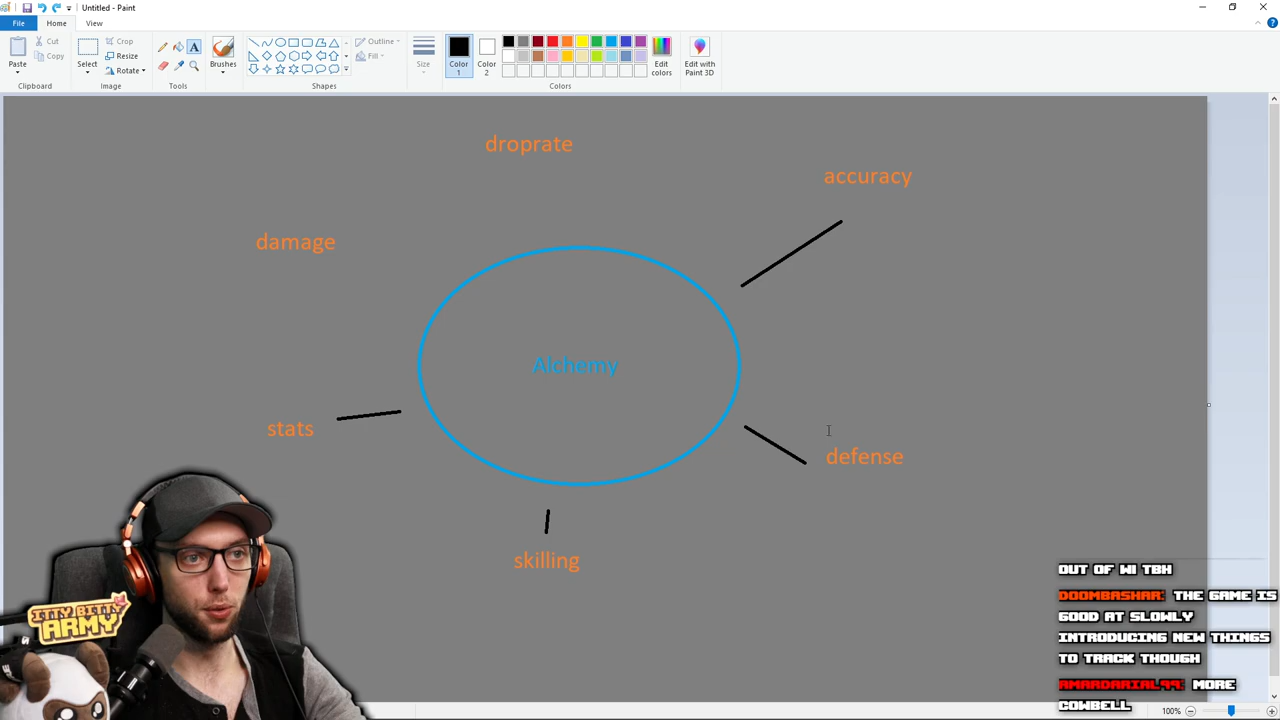 Untitled - Paint
File
Home
View
Paste
Cut
Copy
Clipboard
Select
Crop
Resize
Rotate
Image
Tools
Brushes
Shapes
Outline
Fill
Size
Color
1
Color
2
Edit
colors
Edit with
Paint 3D
Colors
droprate
accuracy
damage
Alchemy
stats
defense
skilling
ITTY BITTY
ARMY
OUT OF W1 TBH
DOOMBASHAR: THE GAME IS
GOOD AT SLOWLY
INTRODUCING NEW THINGS
TO TRACK THOUGH
AMARDARIAL99: MORE
COWBELL
100%